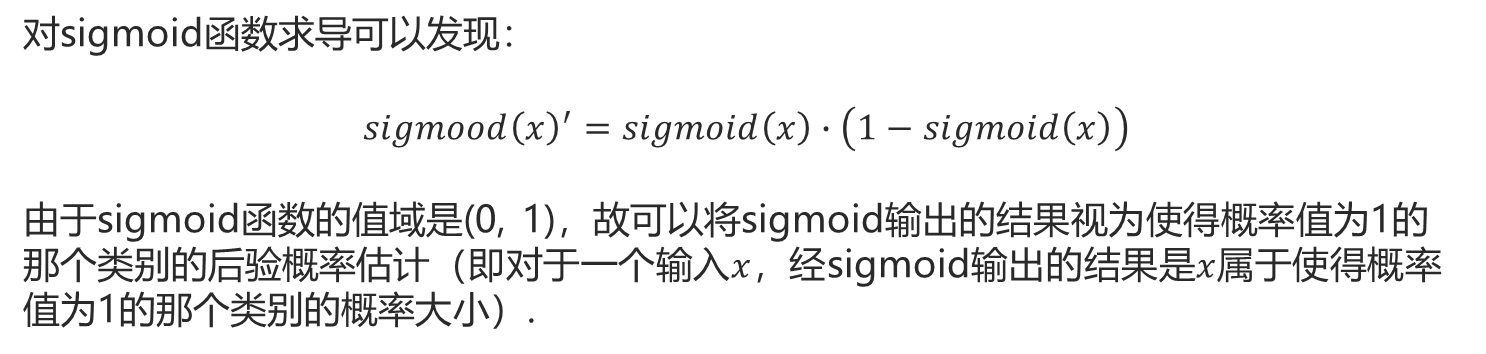 对sigmoid函数求导可以发现：
sigmood(x)′ = sigmoid(x) · (1 − sigmoid(x))
由于sigmoid函数的值域是(0, 1)，故可以将sigmoid输出的结果视为使得概率值为1的
那个类别的后验概率估计（即对于一个输入x，经sigmoid输出的结果是x属于使得概率
值为1的那个类别的概率大小）.